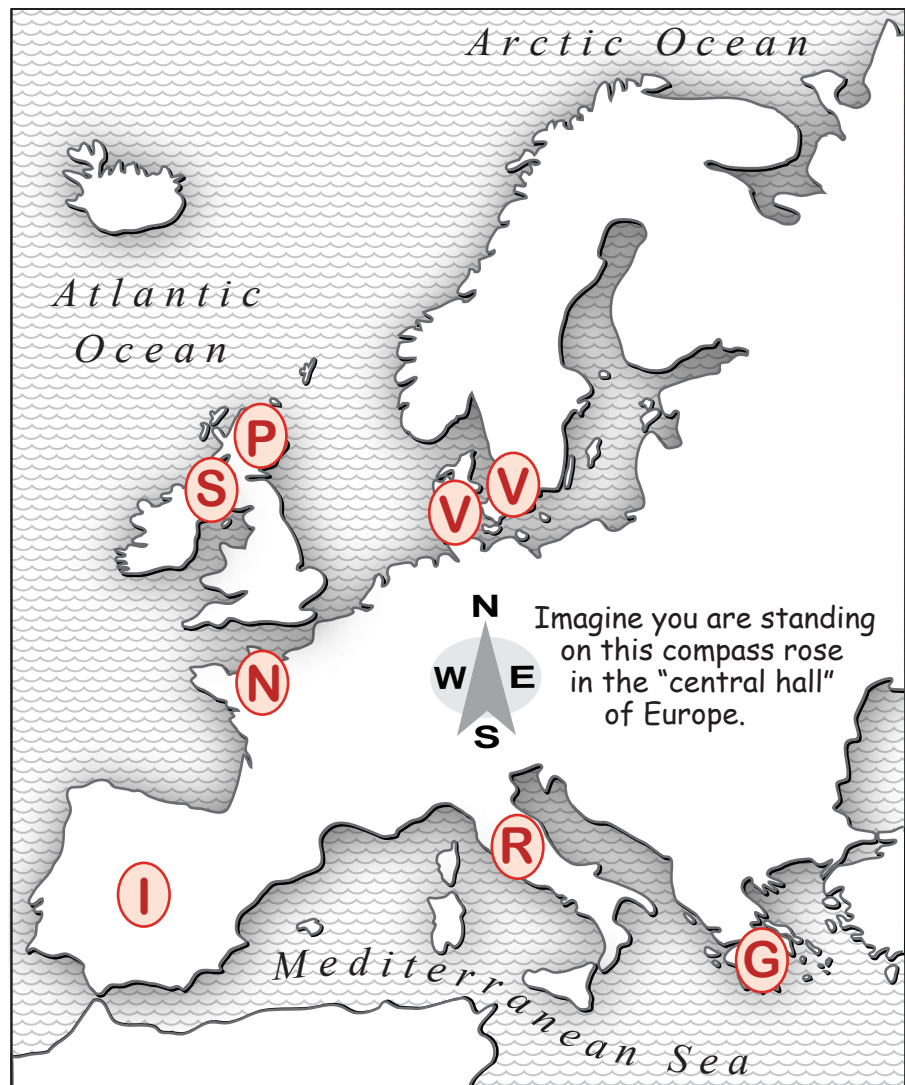 Arctic Ocean
Atlantic
Ocean
P
S
V
V
N
Imagine you are standing
on this compass rose
in the “central hall”
of Europe.
N
W E
S
R
I
G
Mediterranean Sea